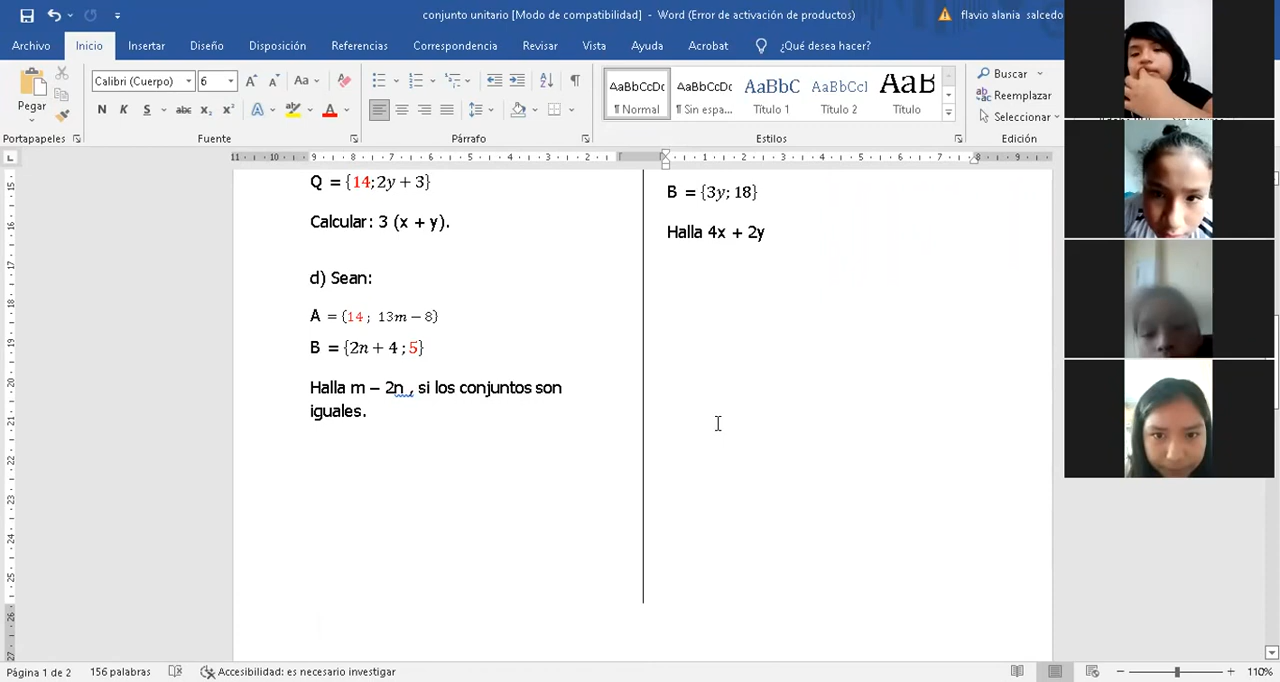 conjunto unitario [Modo de compatibilidad] - Word (Error de activación de productos)
flavio alania salcedo
Archivo Inicio Insertar Diseño Disposición Referencias Correspondencia Revisar Vista Ayuda Acrobat ¿Qué desea hacer?
Pegar
Calibri (Cuerpo) 6
N K S abc x₂ x²
AaBbCcDc AaBbCcDc AaBbC AaBbCcI AaB
¶ Normal ¶ Sin espa... Título 1 Título 2 Título
Buscar
Reemplazar
Seleccionar
Portapapeles Fuente Párrafo Estilos Edición
Q = {14;2y + 3}
Calcular: 3 (x + y).
d) Sean:
A = {14 ; 13m − 8}
B = {2n + 4 ; 5}
Halla m – 2n , si los conjuntos son
iguales.
B = {3y; 18}
Halla 4x + 2y
Página 1 de 2 156 palabras Accesibilidad: es necesario investigar 110%